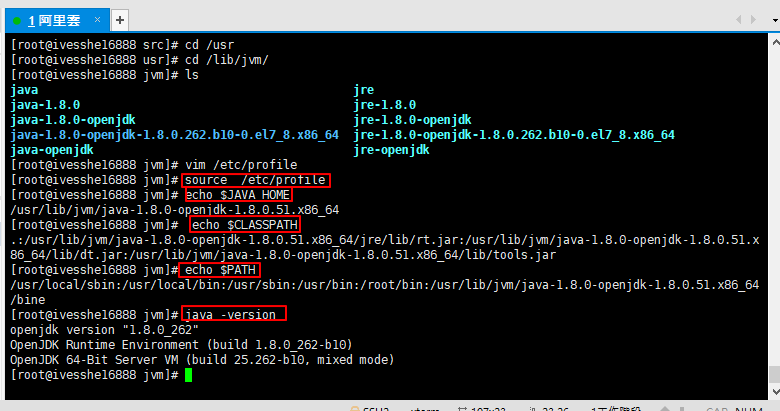 1 阿里雲 × +
[root@ivesshe16888 src]# cd /usr
[root@ivesshe16888 usr]# cd /lib/jvm/
[root@ivesshe16888 jvm]# ls
java jre
java-1.8.0 jre-1.8.0
java-1.8.0-openjdk jre-1.8.0-openjdk
java-1.8.0-openjdk-1.8.0.262.b10-0.el7_8.x86_64 jre-1.8.0-openjdk-1.8.0.262.b10-0.el7_8.x86_64
java-openjdk jre-openjdk
[root@ivesshe16888 jvm]# vim /etc/profile
[root@ivesshe16888 jvm]# source /etc/profile
[root@ivesshe16888 jvm]# echo $JAVA_HOME
/usr/lib/jvm/java-1.8.0-openjdk-1.8.0.51.x86_64
[root@ivesshe16888 jvm]# echo $CLASSPATH
.:/usr/lib/jvm/java-1.8.0-openjdk-1.8.0.51.x86_64/jre/lib/rt.jar:/usr/lib/jvm/java-1.8.0-openjdk-1.8.0.51.x
86_64/lib/dt.jar:/usr/lib/jvm/java-1.8.0-openjdk-1.8.0.51.x86_64/lib/tools.jar
[root@ivesshe16888 jvm]# echo $PATH
/usr/local/sbin:/usr/local/bin:/usr/sbin:/usr/bin:/root/bin:/usr/lib/jvm/java-1.8.0-openjdk-1.8.0.51.x86_64
/bine
[root@ivesshe16888 jvm]# java -version
openjdk version "1.8.0_262"
OpenJDK Runtime Environment (build 1.8.0_262-b10)
OpenJDK 64-Bit Server VM (build 25.262-b10, mixed mode)
[root@ivesshe16888 jvm]#